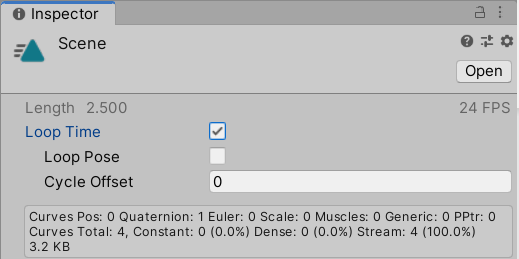 Inspector
Scene
Open
Length 2.500 24 FPS
Loop Time
Loop Pose
Cycle Offset 0
Curves Pos: 0 Quaternion: 1 Euler: 0 Scale: 0 Muscles: 0 Generic: 0 PPtr: 0
Curves Total: 4, Constant: 0 (0.0%) Dense: 0 (0.0%) Stream: 4 (100.0%)
3.2 KB